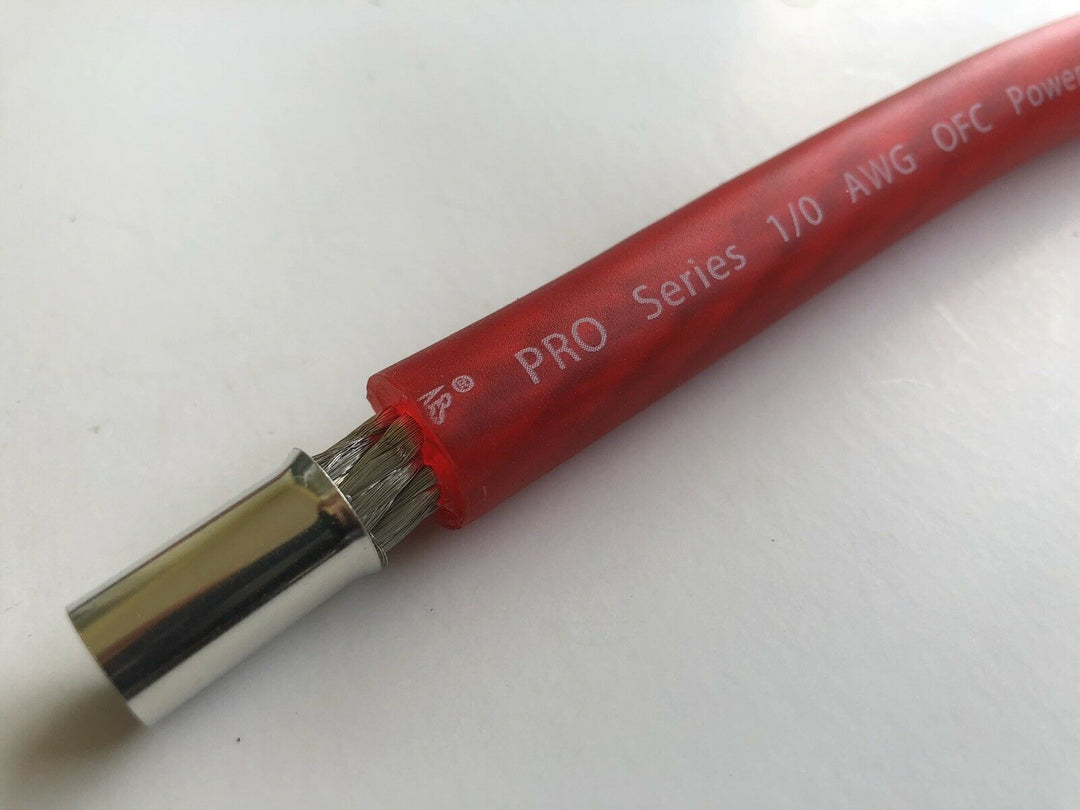 ® PRO Series 1/0 AWG OFC Power